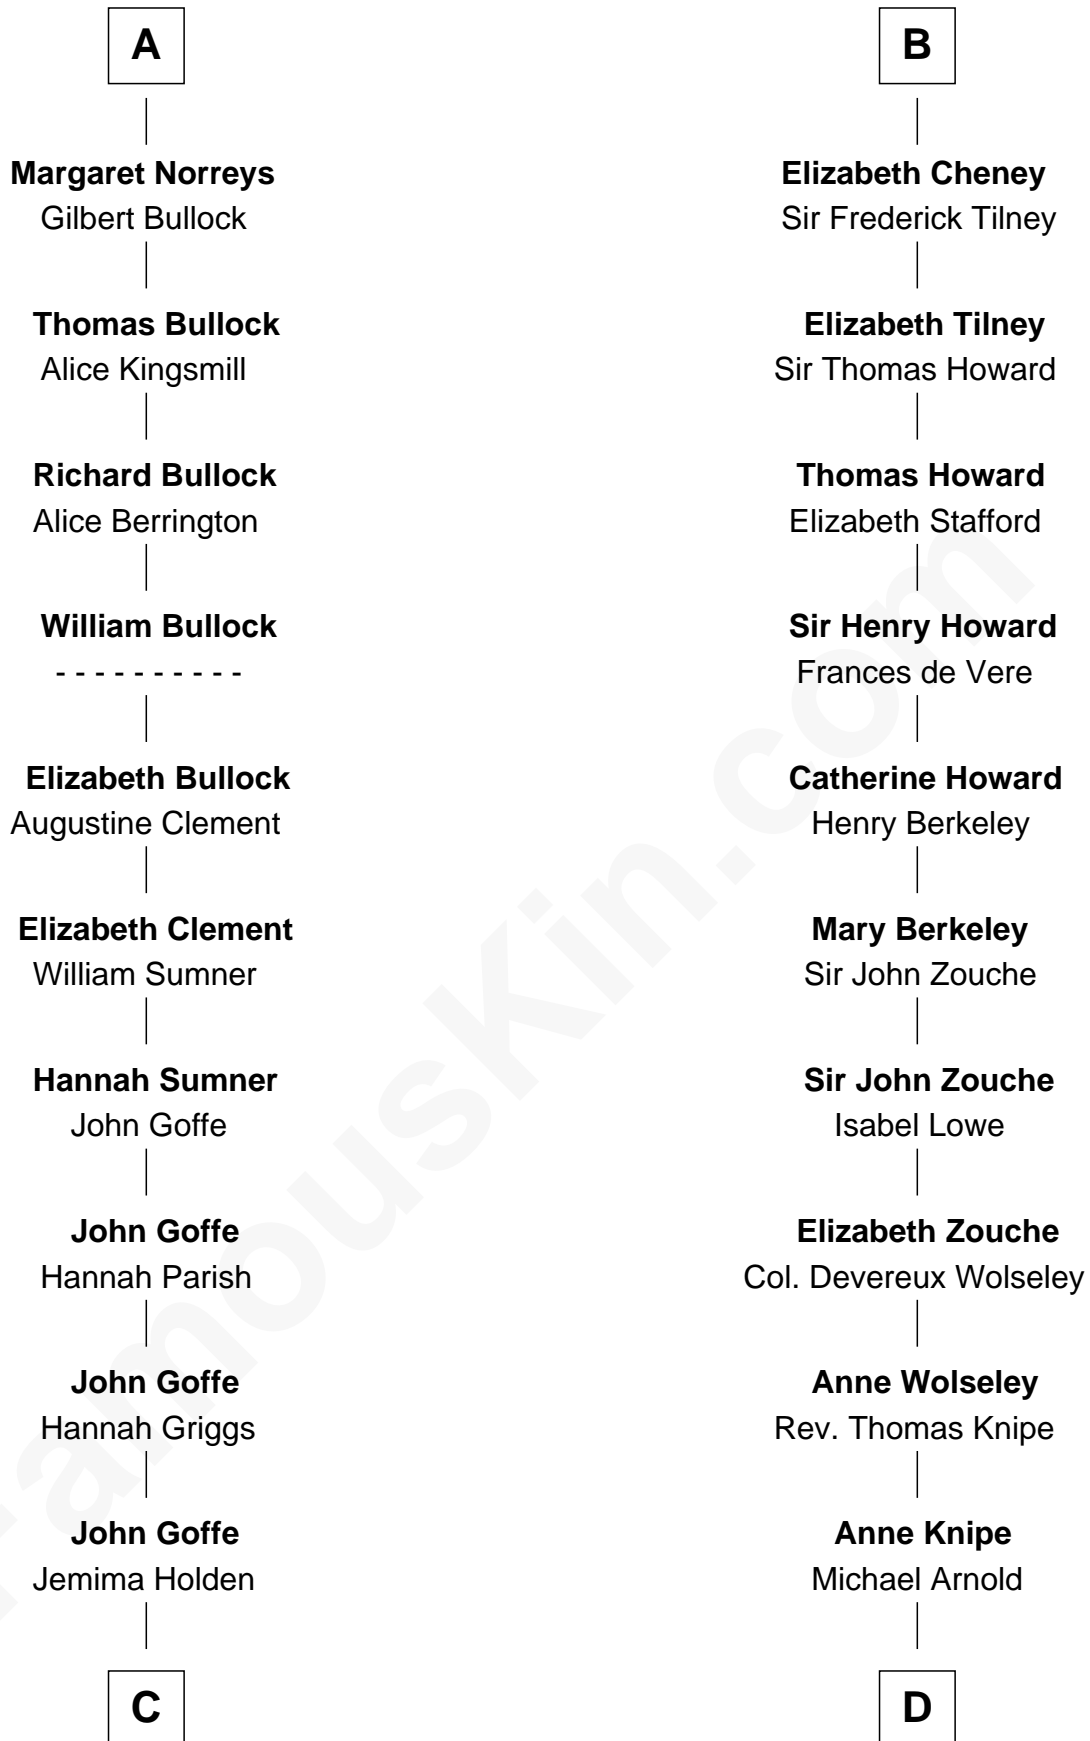 A
Margaret Norreys
Gilbert Bullock
Thomas Bullock
Alice Kingsmill
Richard Bullock
Alice Berrington
William Bullock
- - - - - - - - - -
Elizabeth Bullock
Augustine Clement
Elizabeth Clement
William Sumner
Hannah Sumner
John Goffe
John Goffe
Hannah Parish
John Goffe
Hannah Griggs
John Goffe
Jemima Holden
C
B
Elizabeth Cheney
Sir Frederick Tilney
Elizabeth Tilney
Sir Thomas Howard
Thomas Howard
Elizabeth Stafford
Sir Henry Howard
Frances de Vere
Catherine Howard
Henry Berkeley
Mary Berkeley
Sir John Zouche
Sir John Zouche
Isabel Lowe
Elizabeth Zouche
Col. Devereux Wolseley
Anne Wolseley
Rev. Thomas Knipe
Anne Knipe
Michael Arnold
D
FamousKin.com